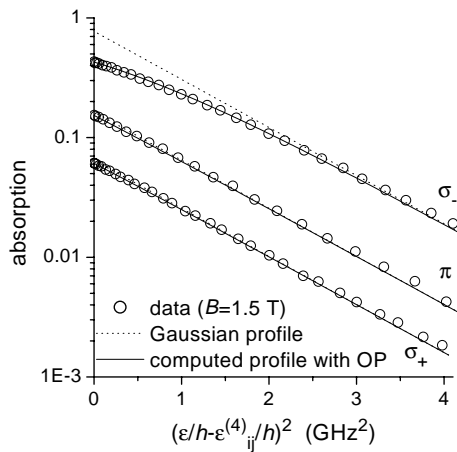 1
0.1
0.01
1E-3
absorption
σ₋
π
σ₊
data (B=1.5 T)
Gaussian profile
computed profile with OP
0 1 2 3 4
(ε/h-ε⁽⁴⁾ᵢⱼ/h)² (GHz²)